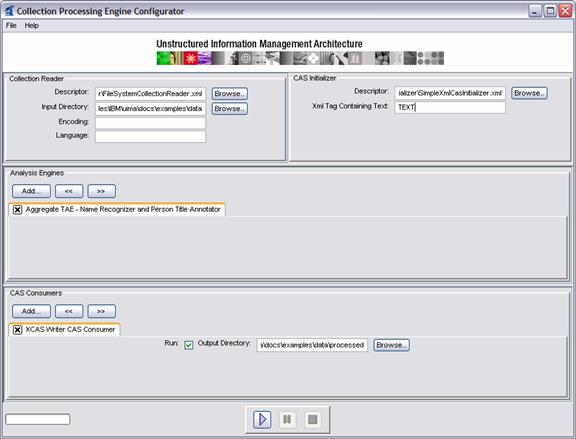 Collection Processing Engine Configurator
File Help
Unstructured Information Management Architecture
Collection Reader
Descriptor: r\FileSystemCollectionReader.xml Browse..
Input Directory: les\IBM\uima\docs\examples\data Browse..
Encoding:
Language:
CAS Initializer
Descriptor: ializer\SimpleXmlCasInitializer.xml Browse..
Xml Tag Containing Text: TEXT
Analysis Engines
Add... << >>
Aggregate TAE - Name Recognizer and Person Title Annotator
CAS Consumers
Add... << >>
XCAS Writer CAS Consumer
Run: Output Directory: \docs\examples\data\processed Browse..